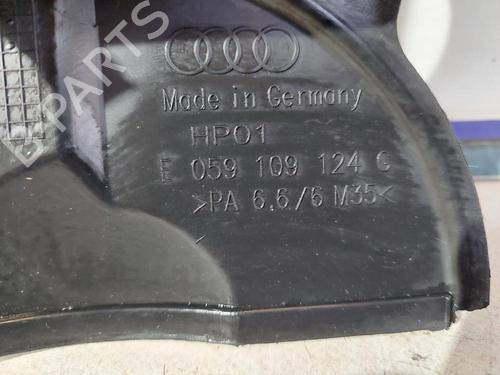 Made in Germany
HP01
E 059 109 124 C
>PA 6.6/6 M35<
B-PARTS